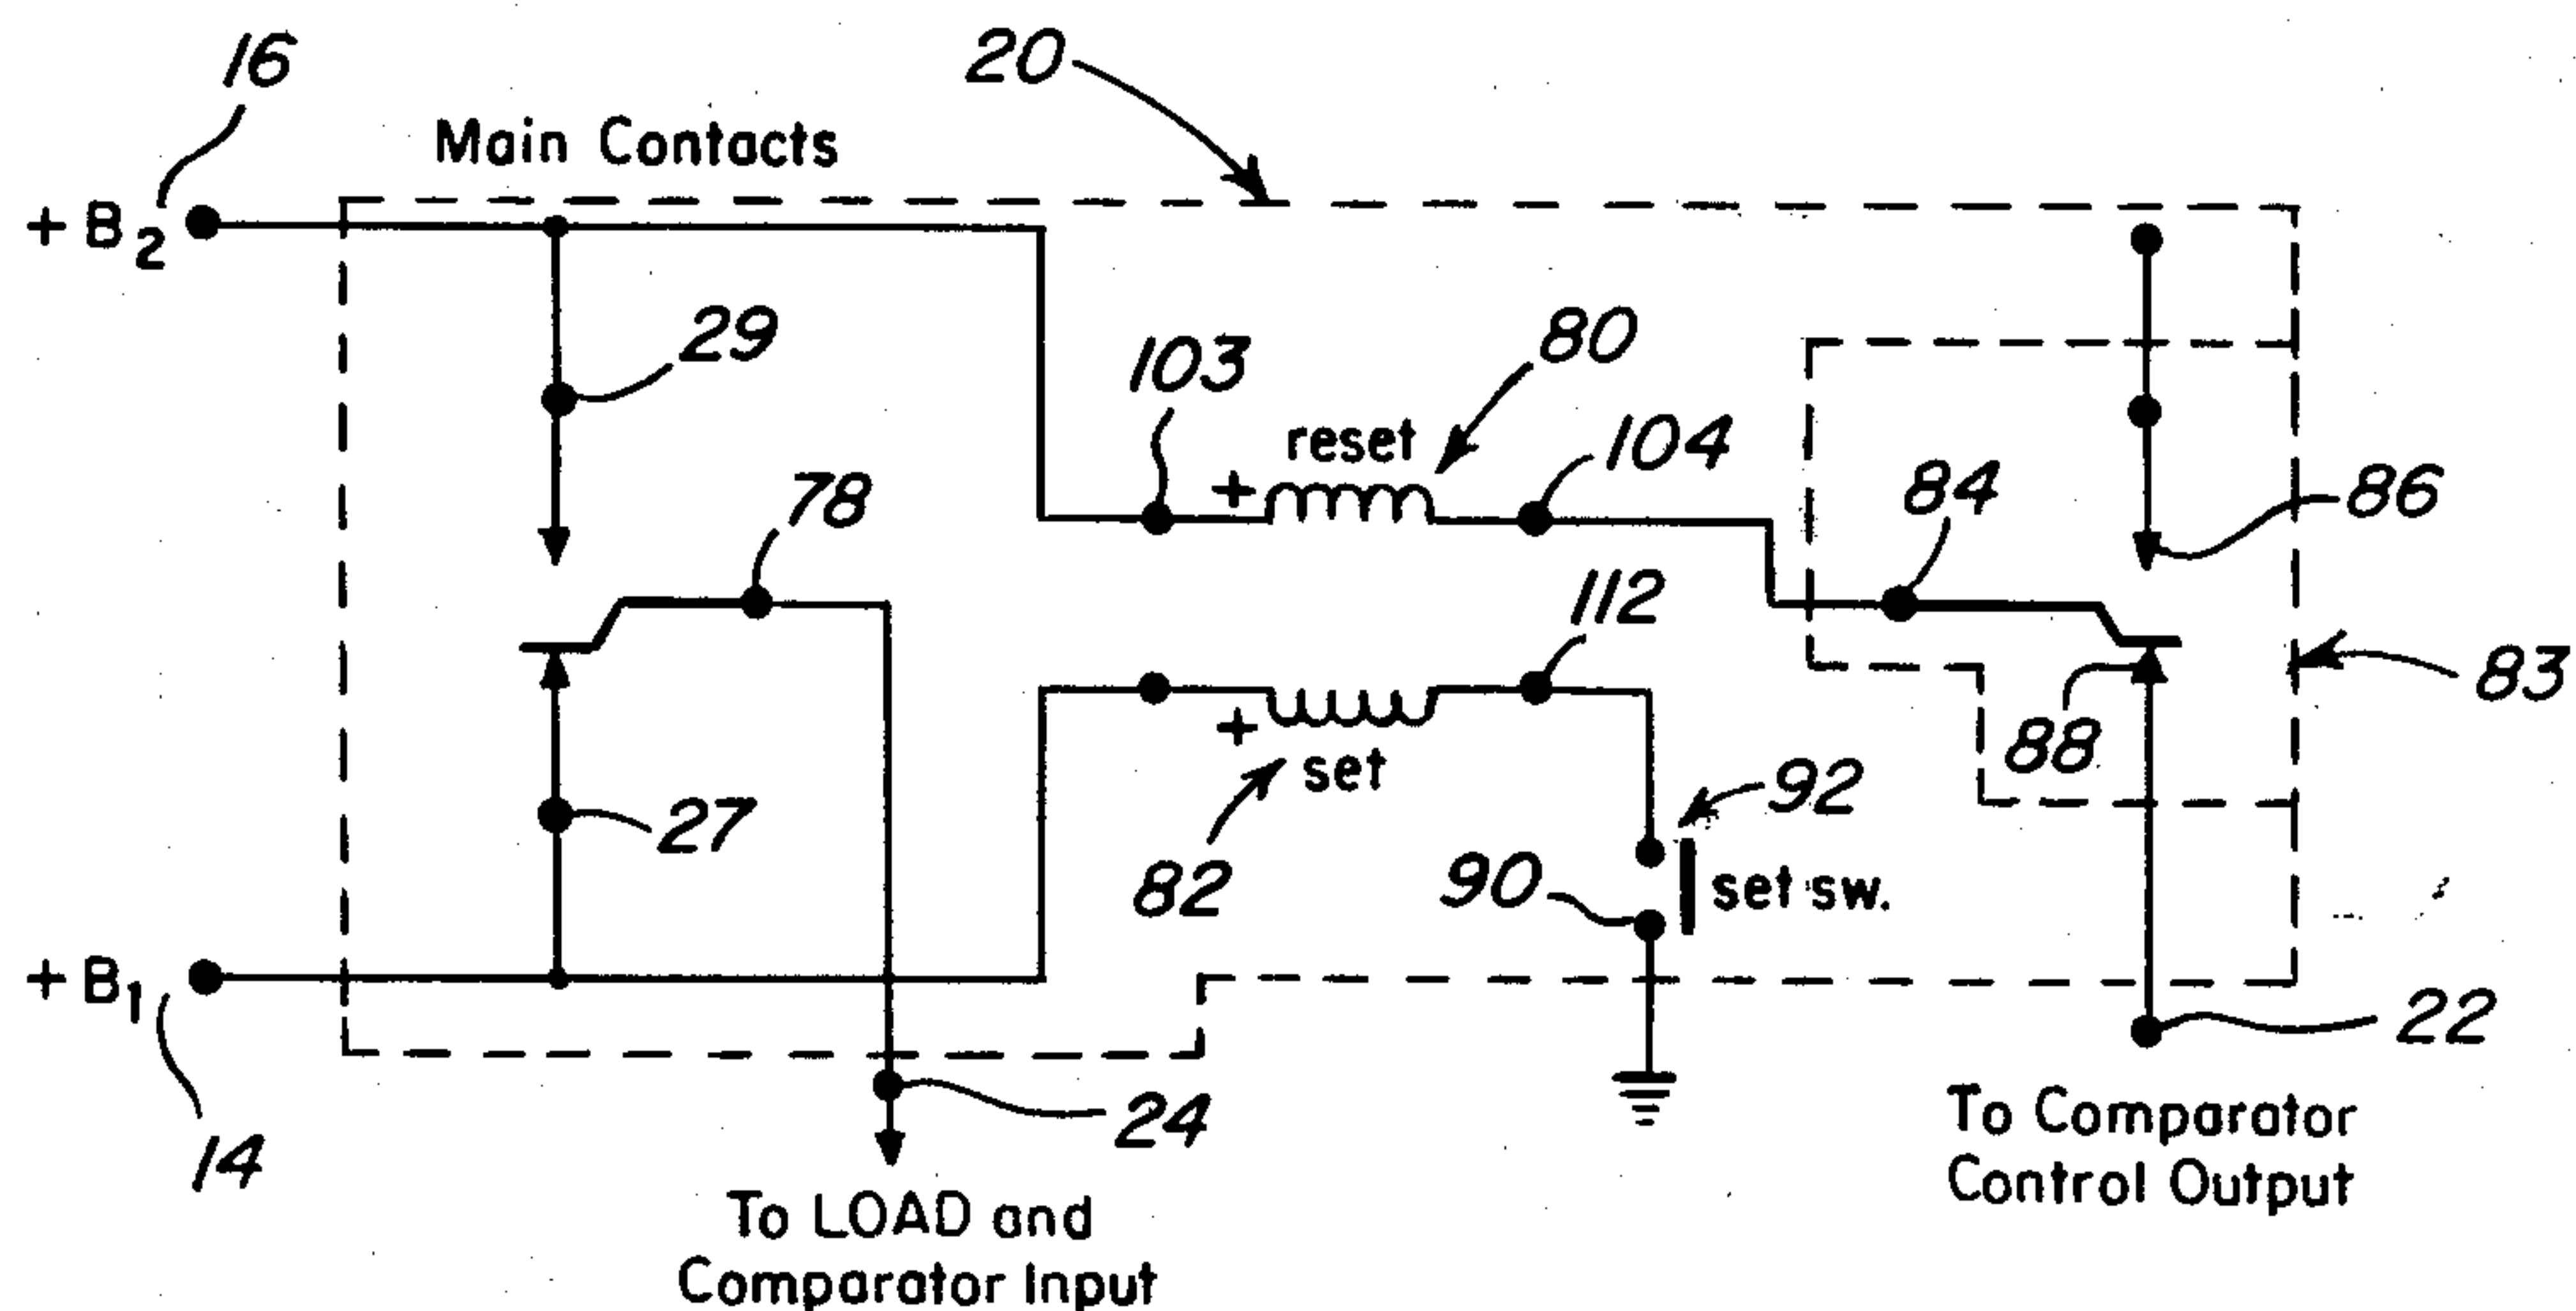 16
20
Main Contacts
+ B2
29
103
80
reset
104
+
78
84
86
112
83
+
set
88
27
82
92
90
set sw.
+ B1
22
14
24
To LOAD and
Comparator Input
To Comparator
Control Output